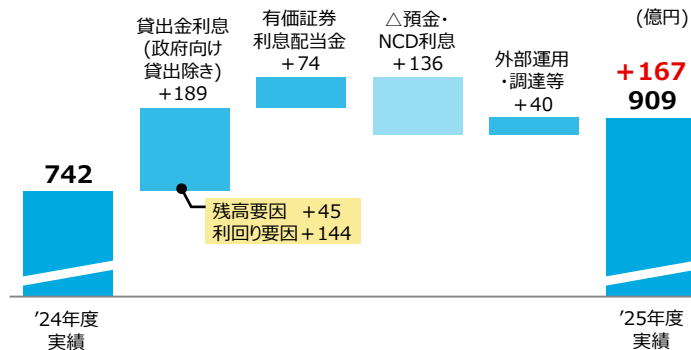 (億円)
貸出金利息
(政府向け
貸出除き)
+189
有価証券
利息配当金
+74
△預金・
NCD利息
+136
外部運用
・調達等
+40
+167
909
742
残高要因 +45
利回り要因+144
'24年度
実績
'25年度
実績